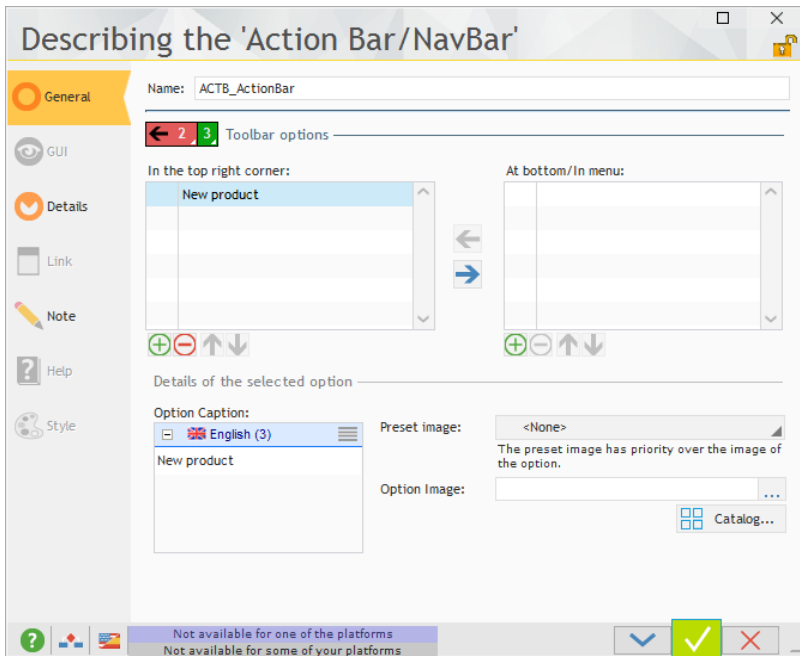 Describing the 'Action Bar/NavBar'
General
GUI
Details
Link
Note
Help
Style
Name: ACTB_ActionBar
2 3 Toolbar options
In the top right corner:
New product
At bottom/In menu:
Details of the selected option
Option Caption:
English (3)
New product
Preset image: <None>
The preset image has priority over the image of
the option.
Option Image:
...
Catalog...
?
Not available for one of the platforms
Not available for some of your platforms